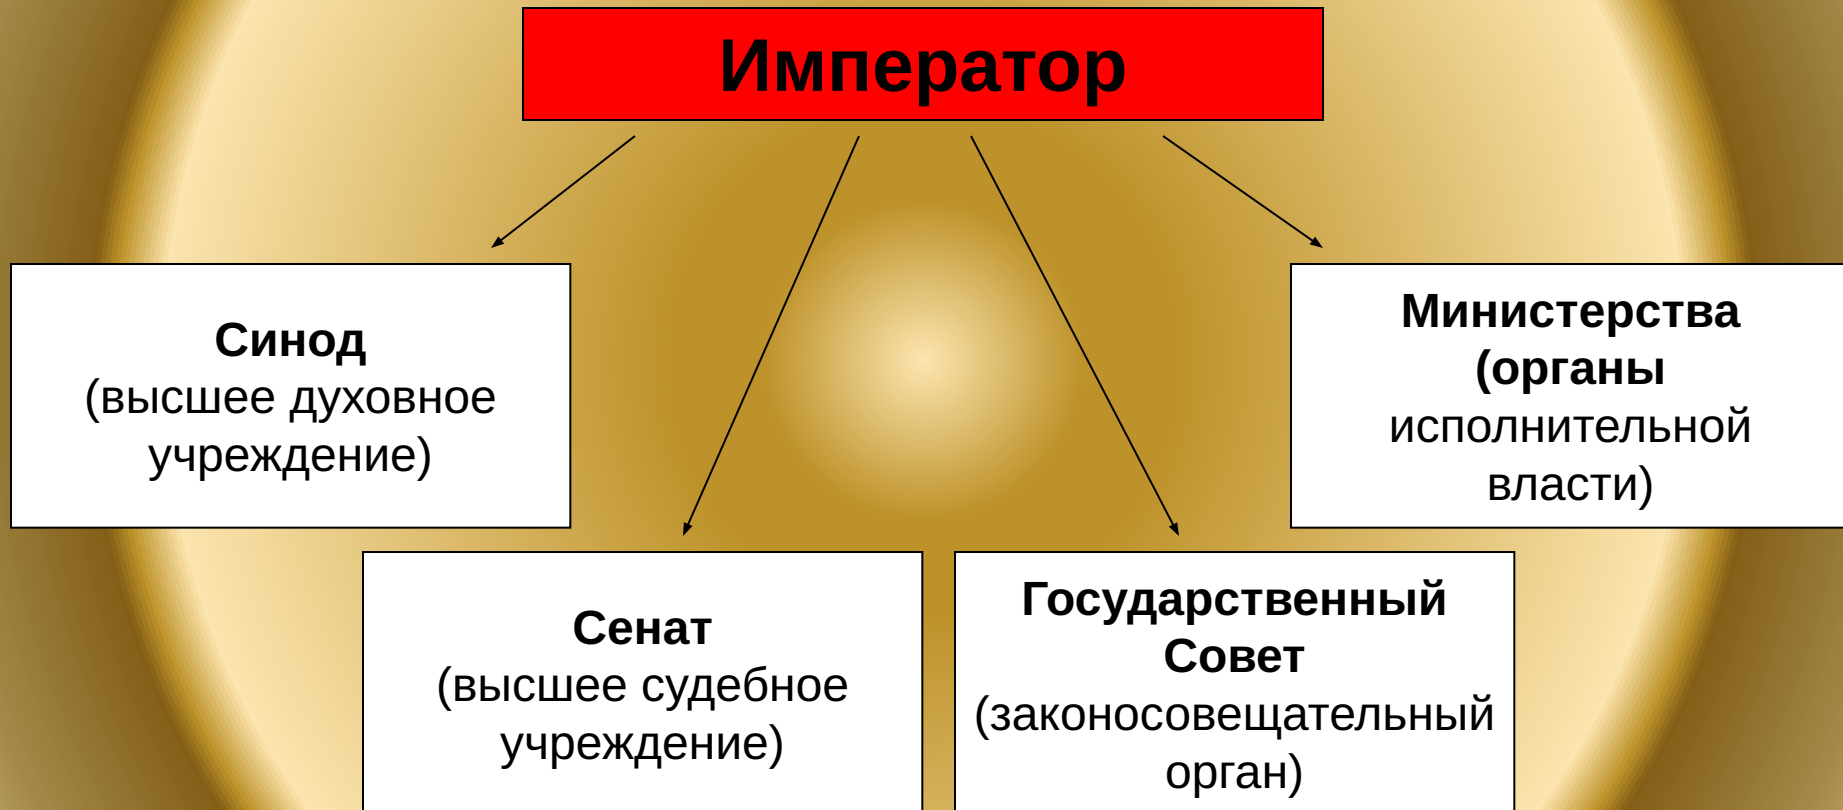 Император
Синод
(высшее духовное
учреждение)
Министерства
(органы
исполнительной
власти)
Сенат
(высшее судебное
учреждение)
Государственный
Совет
(законосовещательный
орган)